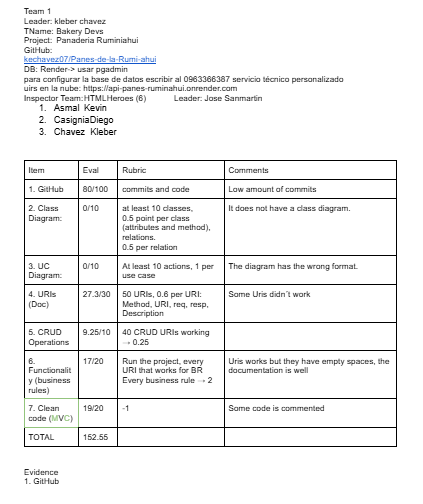 Team 1
Leader: kleber chavez
TName: Bakery Devs
Project: Panaderia Ruminiahui
GitHub:
kechavez07/Panes-de-la-Rumi-ahui
DB: Render-> usar pgadmin
para configurar la base de datos escribir al 0963366387 servicio técnico personalizado
uirs en la nube: https://api-panes-ruminahui.onrender.com
Inspector Team:HTMLHeroes (6) Leader: Jose Sanmartin
1. Asmal Kevin
2. CasigniaDiego
3. Chavez Kleber
Item Eval Rubric Comments
1. GitHub 80/100 commits and code Low amount of commits
2. Class Diagram: 0/10 at least 10 classes, It does not have a class diagram.
0.5 point per class
(attributes and method),
relations.
0.5 per relation
3. UC Diagram: 0/10 At least 10 actions, 1 per The diagram has the wrong format.
use case
4. URIs (Doc) 27.3/30 50 URIs, 0.6 per URI: Some Uris didn´t work
Method, URI, req, resp,
Description
5. CRUD Operations 9.25/10 40 CRUD URIs working
→ 0.25
6. Functionality (business rules) 17/20 Run the project, every Uris works but they have empty spaces, the
URI that works for BR documentation is well
Every business rule → 2
7. Clean code (MVC) 19/20 -1 Some code is commented
TOTAL 152.55
Evidence
1. GitHub